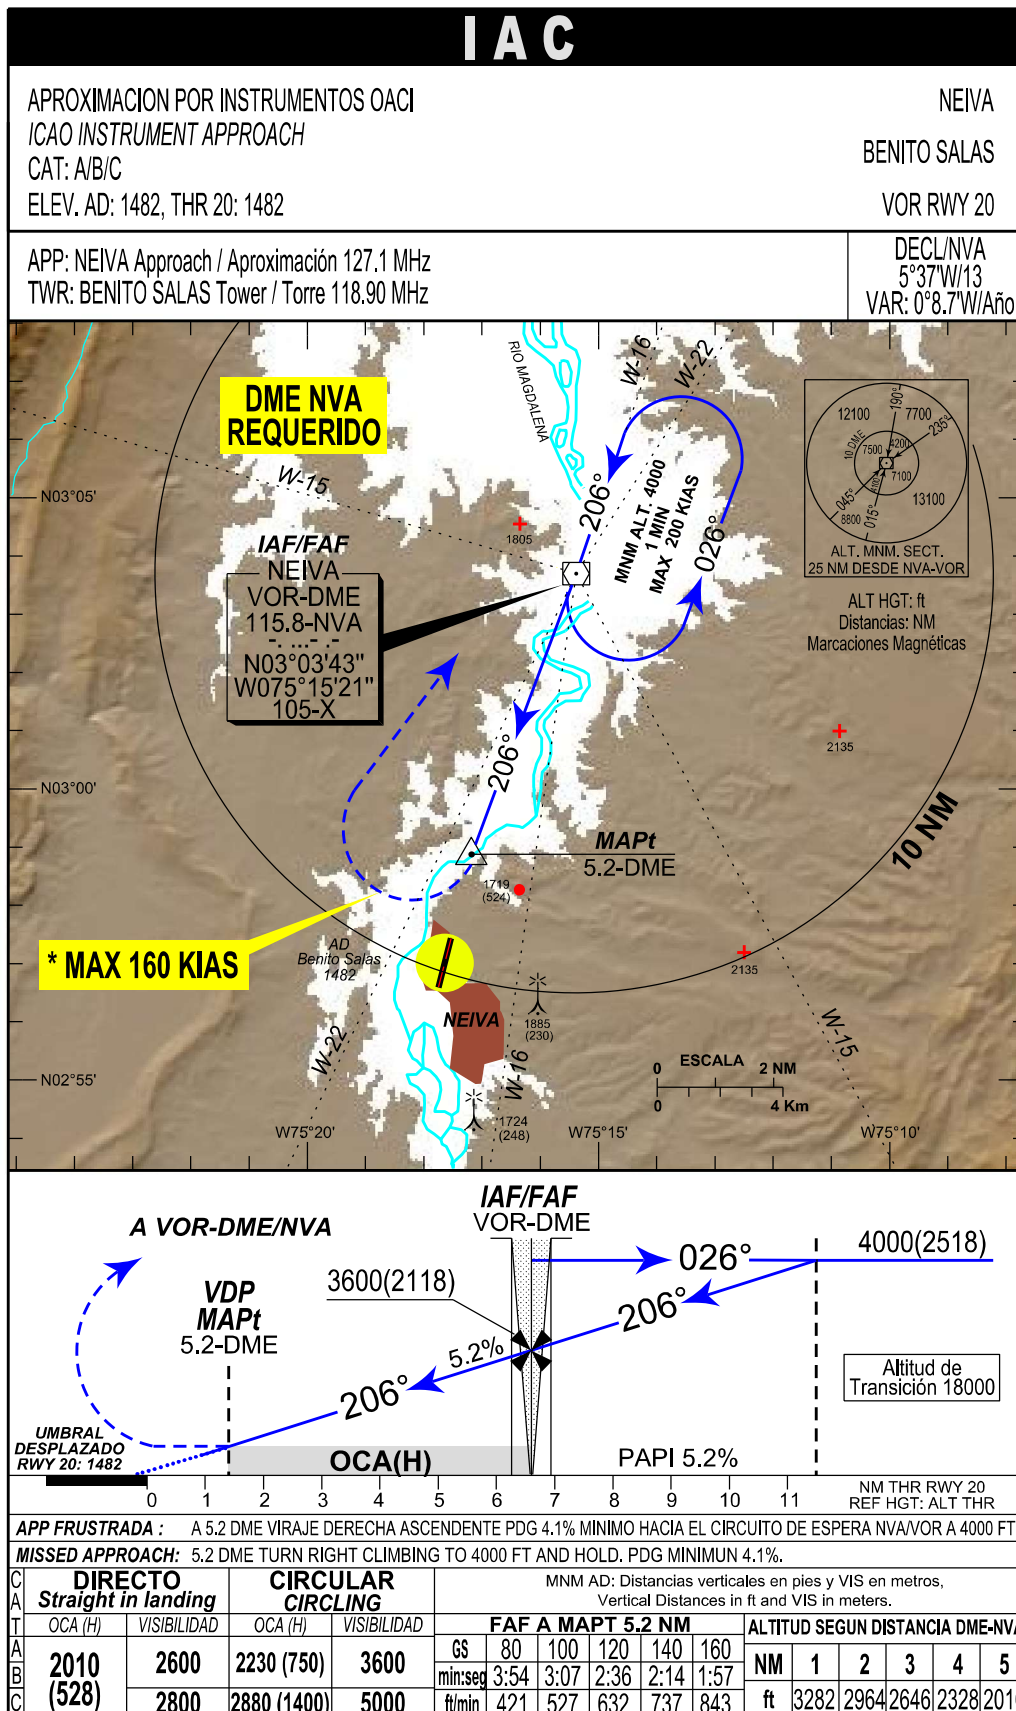 IAC
APROXIMACION POR INSTRUMENTOS OACI
ICAO INSTRUMENT APPROACH
CAT: A/B/C
ELEV. AD: 1482, THR 20: 1482
NEIVA
BENITO SALAS
VOR RWY 20
APP: NEIVA Approach / Aproximación 127.1 MHz
TWR: BENITO SALAS Tower / Torre 118.90 MHz
DECL/NVA
5°37'W/13
VAR: 0°8.7'W/Año
DME NVA
REQUERIDO
RIO MAGDALENA
W-16
W-22
W-15
N03°05'
1805
206°
MNM ALT. 4000
1 MIN
MAX 200 KIAS
026°
12100
190°
7700
235°
10 DME
7500
4200
7100
4100
045°
8800
015°
13100
ALT. MNM. SECT.
25 NM DESDE NVA-VOR
ALT HGT: ft
Distancias: NM
Marcaciones Magnéticas
IAF/FAF
NEIVA
VOR-DME
115.8-NVA
-. ...- .-
N03°03'43"
W075°15'21"
105-X
2135
206°
N03°00'
MAPt
5.2-DME
10 NM
1719
(524)
* MAX 160 KIAS
AD
Benito Salas
1482
2135
NEIVA
1885
(230)
W-22
W-16
W-15
N02°55'
0 ESCALA 2 NM
0 4 Km
1724
(248)
W75°20'
W75°15'
W75°10'
A VOR-DME/NVA
IAF/FAF
VOR-DME
4000(2518)
026°
3600(2118)
206°
VDP
MAPt
5.2-DME
5.2%
206°
Altitud de
Transición 18000
UMBRAL
DESPLAZADO
RWY 20: 1482
OCA(H)
PAPI 5.2%
0 1 2 3 4 5 6 7 8 9 10 11
NM THR RWY 20
REF HGT: ALT THR
APP FRUSTRADA : A 5.2 DME VIRAJE DERECHA ASCENDENTE PDG 4.1% MINIMO HACIA EL CIRCUITO DE ESPERA NVA/VOR A 4000 FT
MISSED APPROACH: 5.2 DME TURN RIGHT CLIMBING TO 4000 FT AND HOLD. PDG MINIMUN 4.1%.
CAT
DIRECTO
Straight in landing
CIRCULAR
CIRCLING
MNM AD: Distancias verticales en pies y VIS en metros,
Vertical Distances in ft and VIS in meters.
OCA (H) VISIBILIDAD OCA (H) VISIBILIDAD
FAF A MAPT 5.2 NM
ALTITUD SEGUN DISTANCIA DME-NVA
A
B
C
2010
(528)
2600 2230 (750) 3600
2800 2880 (1400) 5000
GS 80 100 120 140 160
min:seg 3:54 3:07 2:36 2:14 1:57
ft/min 421 527 632 737 843
NM 1 2 3 4 5
ft 3282 2964 2646 2328 2010